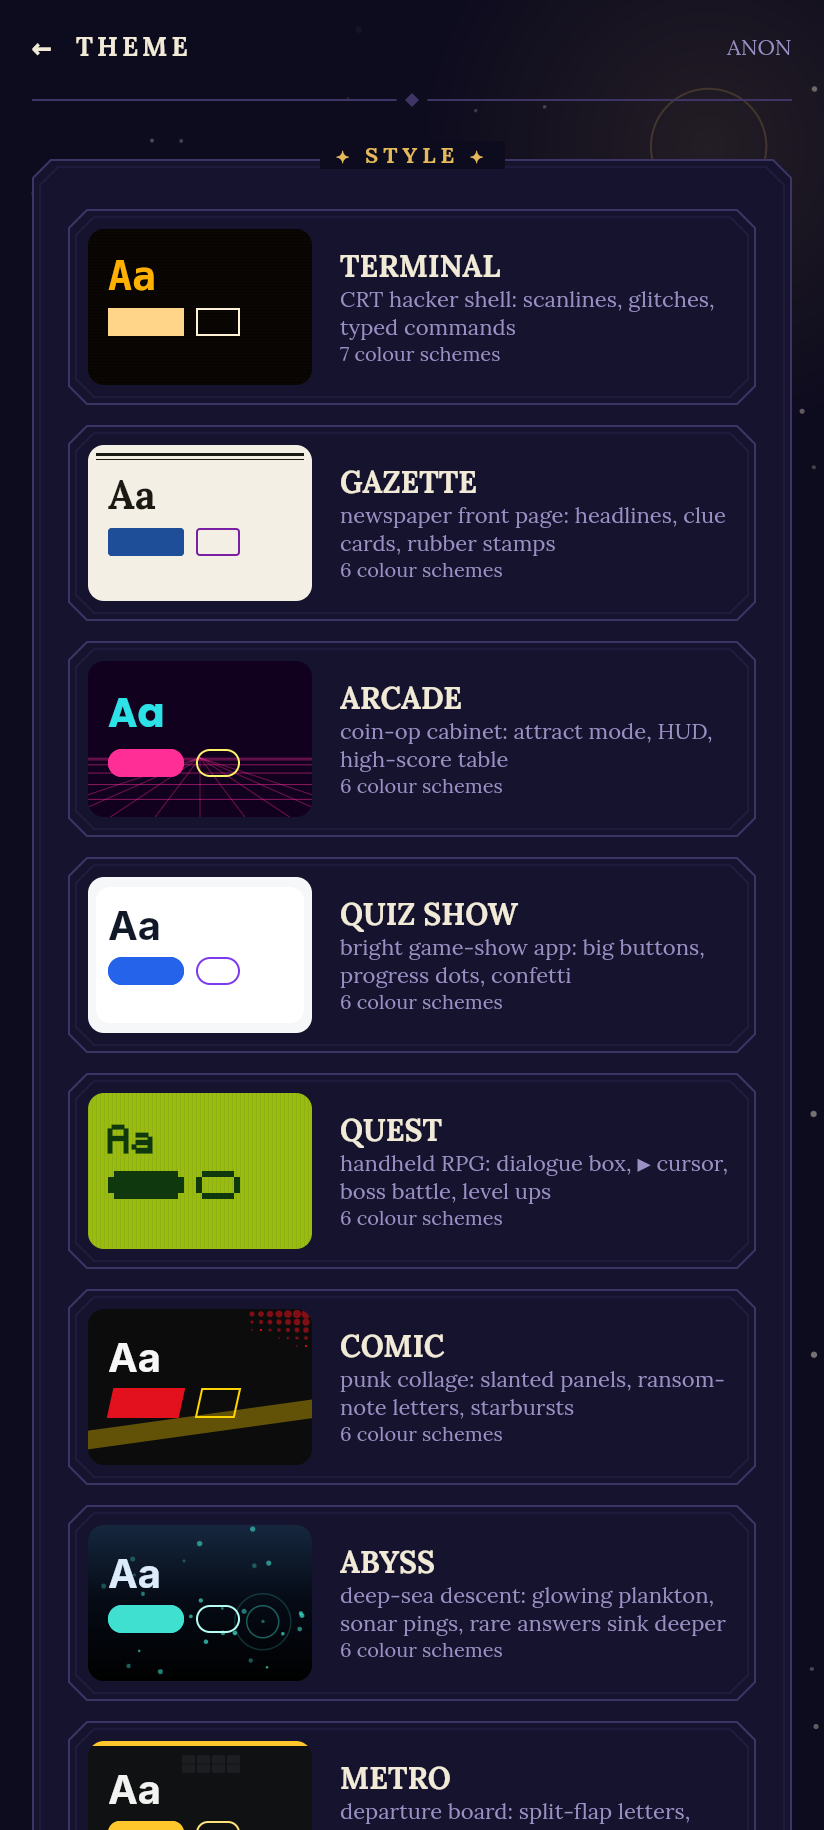 ← THEME
ANON
✦ STYLE ✦
Aa
TERMINAL
CRT hacker shell: scanlines, glitches,
typed commands
7 colour schemes
Aa
GAZETTE
newspaper front page: headlines, clue
cards, rubber stamps
6 colour schemes
Aa
ARCADE
coin-op cabinet: attract mode, HUD,
high-score table
6 colour schemes
Aa
QUIZ SHOW
bright game-show app: big buttons,
progress dots, confetti
6 colour schemes
Aa
QUEST
handheld RPG: dialogue box, ▶ cursor,
boss battle, level ups
6 colour schemes
Aa
COMIC
punk collage: slanted panels, ransom-
note letters, starbursts
6 colour schemes
Aa
ABYSS
deep-sea descent: glowing plankton,
sonar pings, rare answers sink deeper
6 colour schemes
Aa
METRO
departure board: split-flap letters,